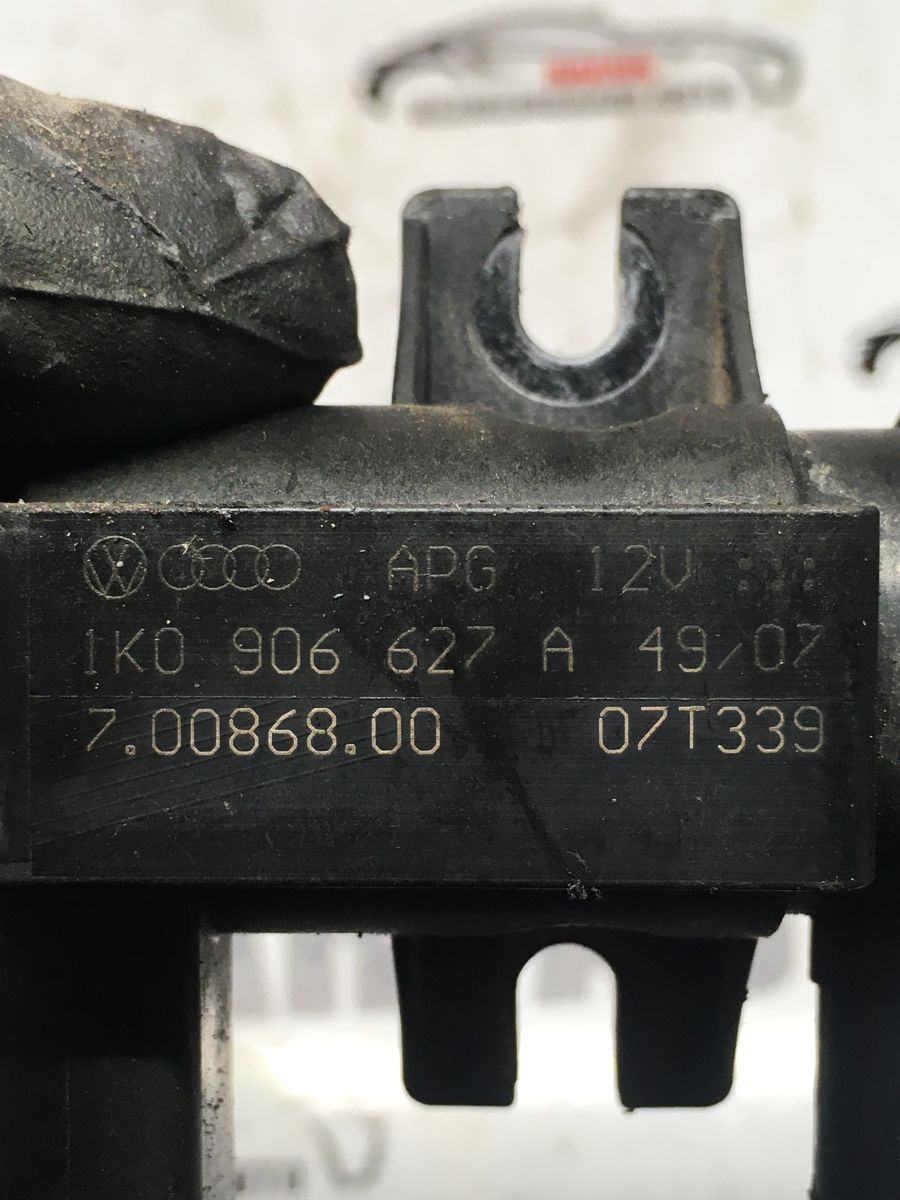 APG 12V
1K0 906 627 A 49/07
7.00868.00 07T339